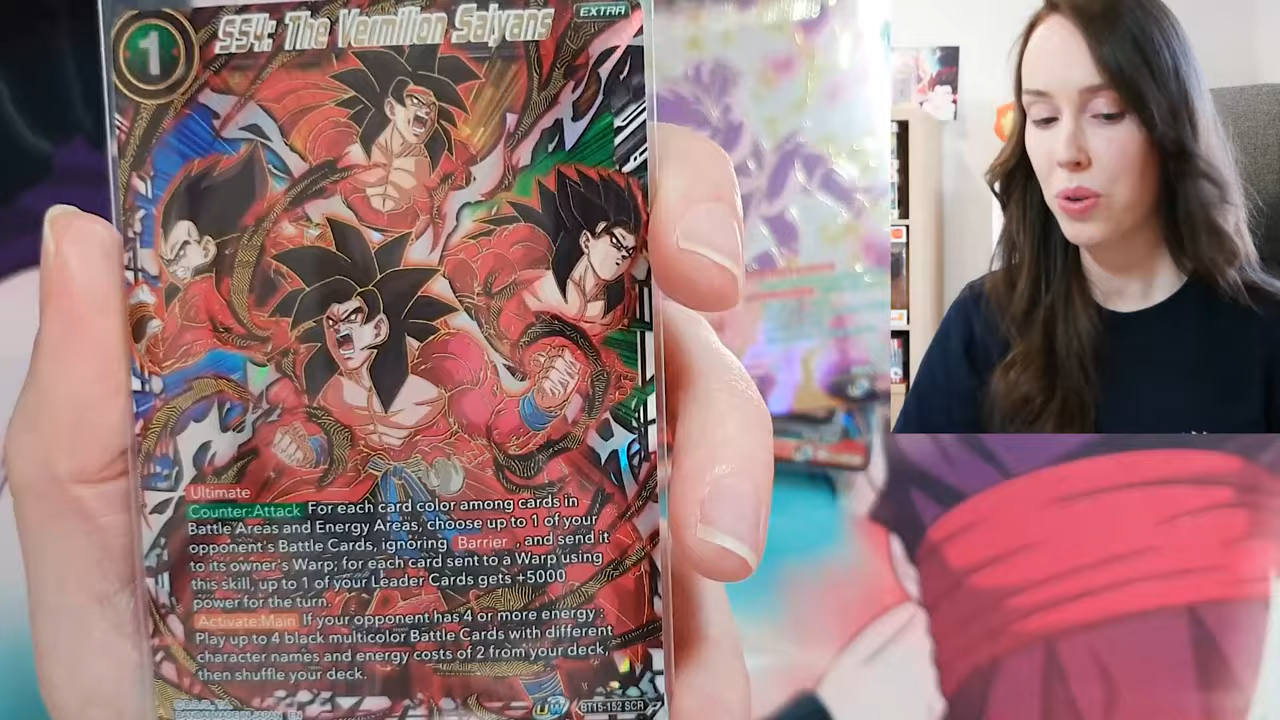 1
SS4: The Vermilion Saiyans
EXTRA
Ultimate
Counter:Attack For each card color among cards in
Battle Areas and Energy Areas, choose up to 1 of your
opponent's Battle Cards, ignoring Barrier , and send it
to its owner's Warp; for each card sent to a Warp using
this skill, up to 1 of your Leader Cards gets +5000
power for the turn.
Activate:Main If your opponent has 4 or more energy :
Play up to 4 black multicolor Battle Cards with different
character names and energy costs of 2 from your deck,
then shuffle your deck.
UW
BT15-152 SCR